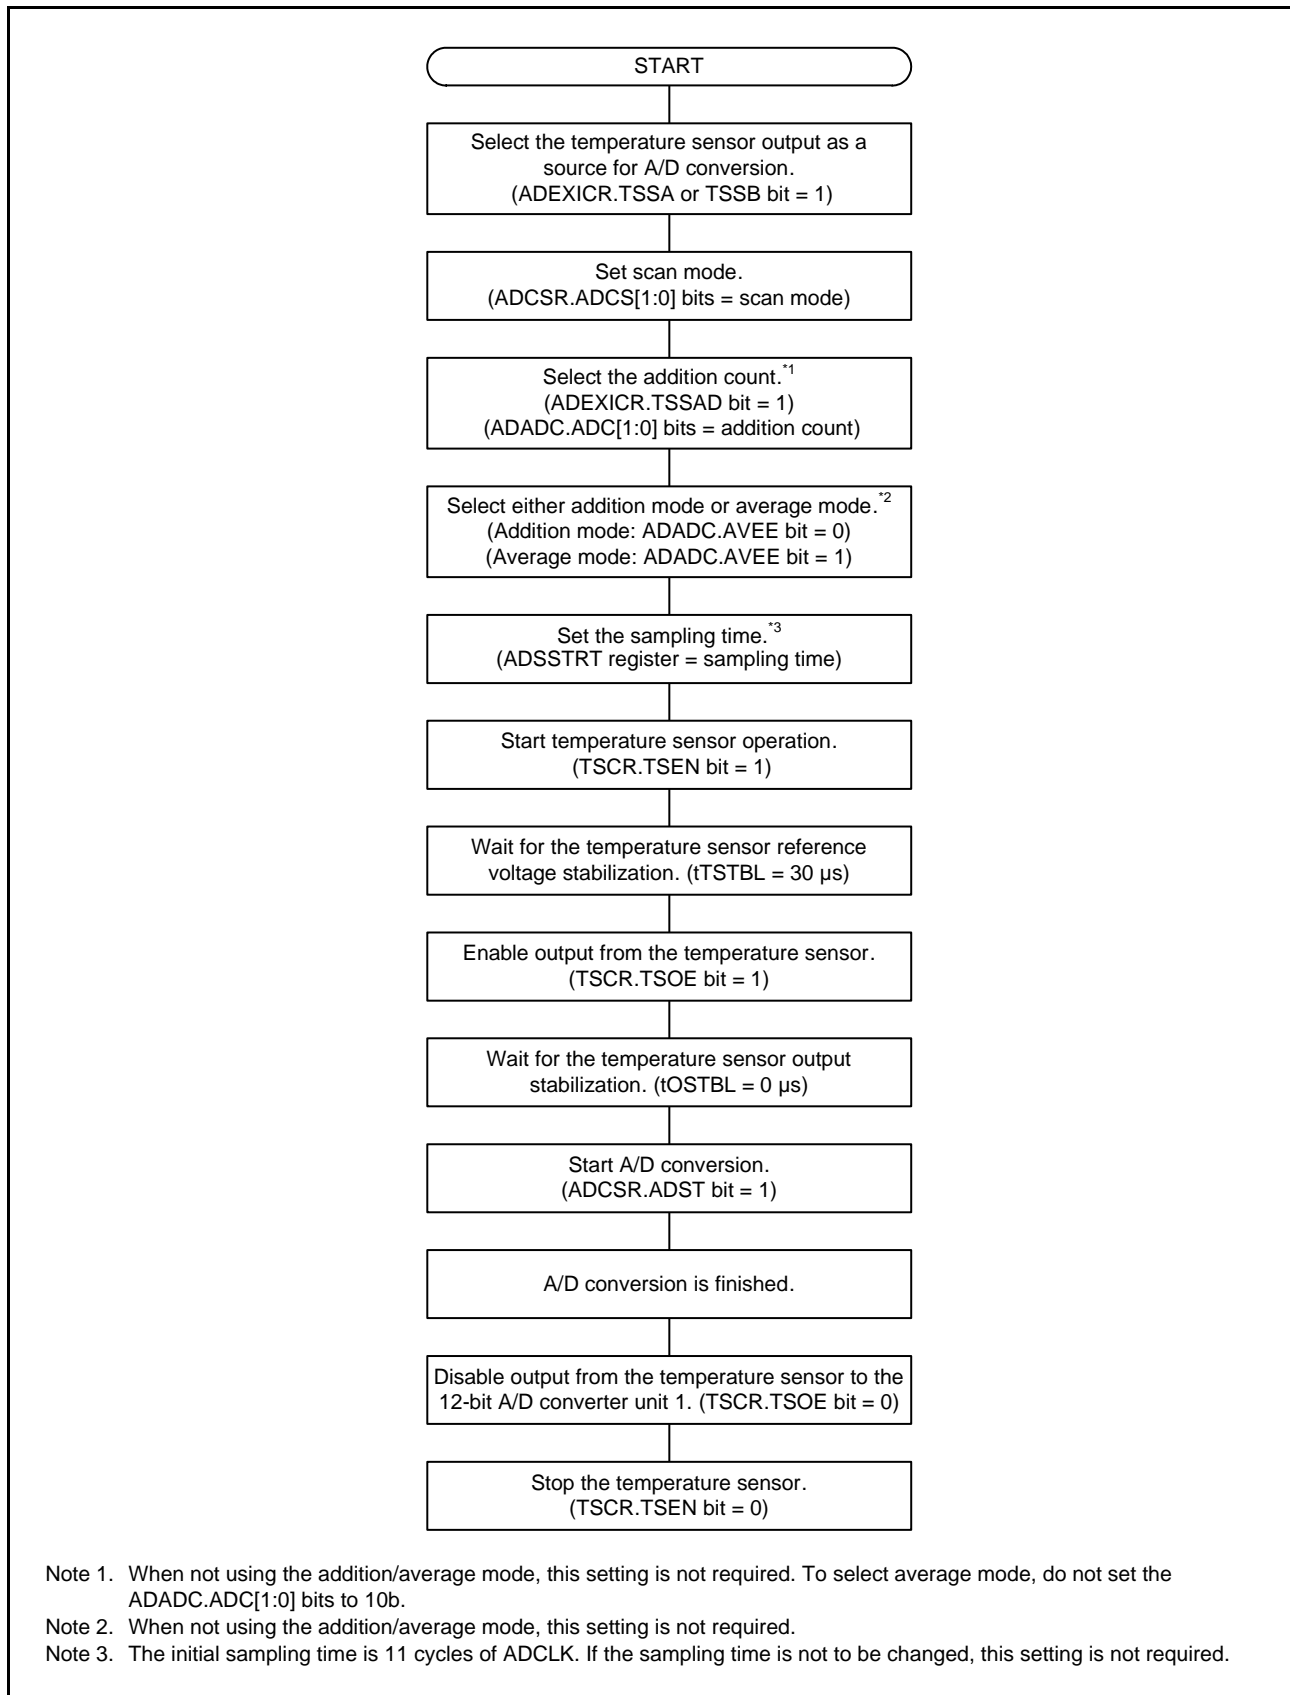 START
Select the temperature sensor output as a
source for A/D conversion.
(ADEXICR.TSSA or TSSB bit = 1)
Set scan mode.
(ADCSR.ADCS[1:0] bits = scan mode)
Select the addition count.*1
(ADEXICR.TSSAD bit = 1)
(ADADC.ADC[1:0] bits = addition count)
Select either addition mode or average mode.*2
(Addition mode: ADADC.AVEE bit = 0)
(Average mode: ADADC.AVEE bit = 1)
Set the sampling time.*3
(ADSSTRT register = sampling time)
Start temperature sensor operation.
(TSCR.TSEN bit = 1)
Wait for the temperature sensor reference
voltage stabilization. (tTSTBL = 30 µs)
Enable output from the temperature sensor.
(TSCR.TSOE bit = 1)
Wait for the temperature sensor output
stabilization. (tOSTBL = 0 µs)
Start A/D conversion.
(ADCSR.ADST bit = 1)
A/D conversion is finished.
Disable output from the temperature sensor to the
12-bit A/D converter unit 1. (TSCR.TSOE bit = 0)
Stop the temperature sensor.
(TSCR.TSEN bit = 0)
Note 1. When not using the addition/average mode, this setting is not required. To select average mode, do not set the
ADADC.ADC[1:0] bits to 10b.
Note 2. When not using the addition/average mode, this setting is not required.
Note 3. The initial sampling time is 11 cycles of ADCLK. If the sampling time is not to be changed, this setting is not required.